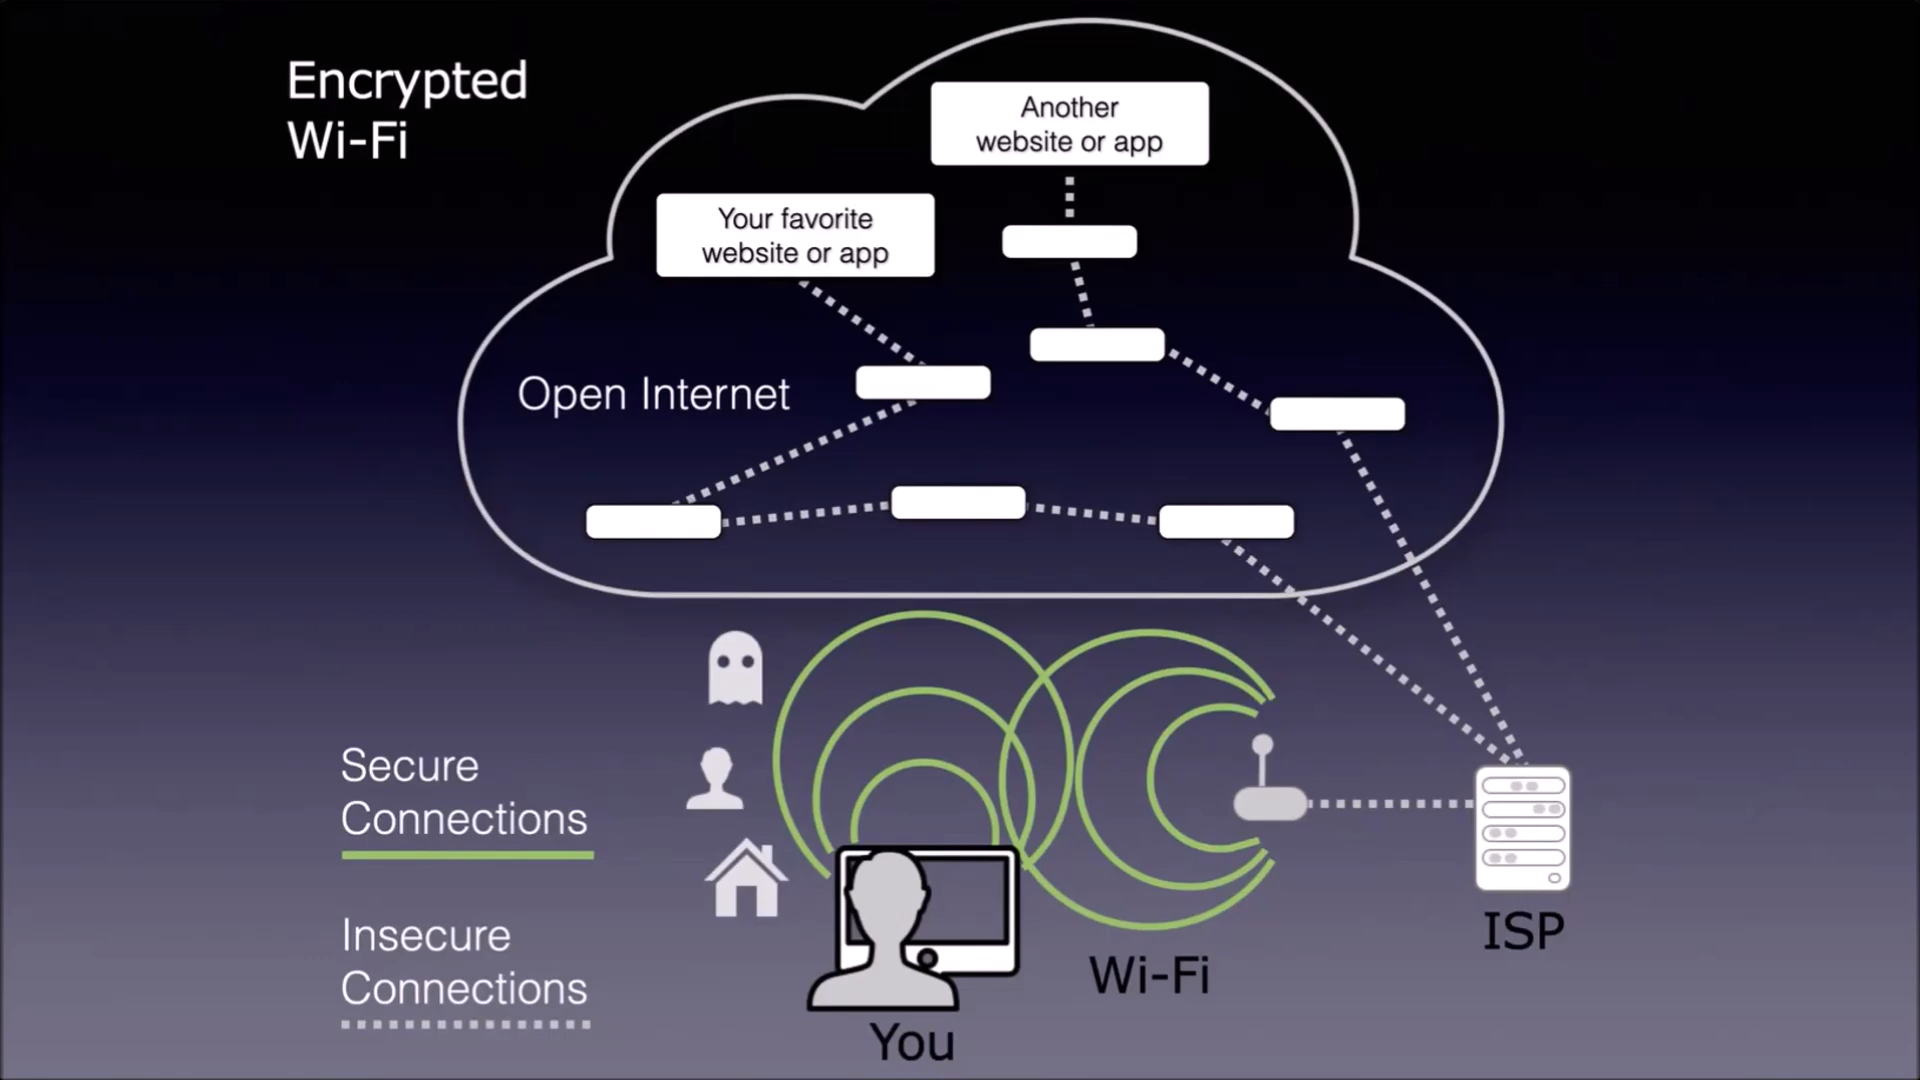 Encrypted
Wi-Fi
Another
website or app
Your favorite
website or app
Open Internet
Secure
Connections
Insecure
Connections
You
Wi-Fi
ISP